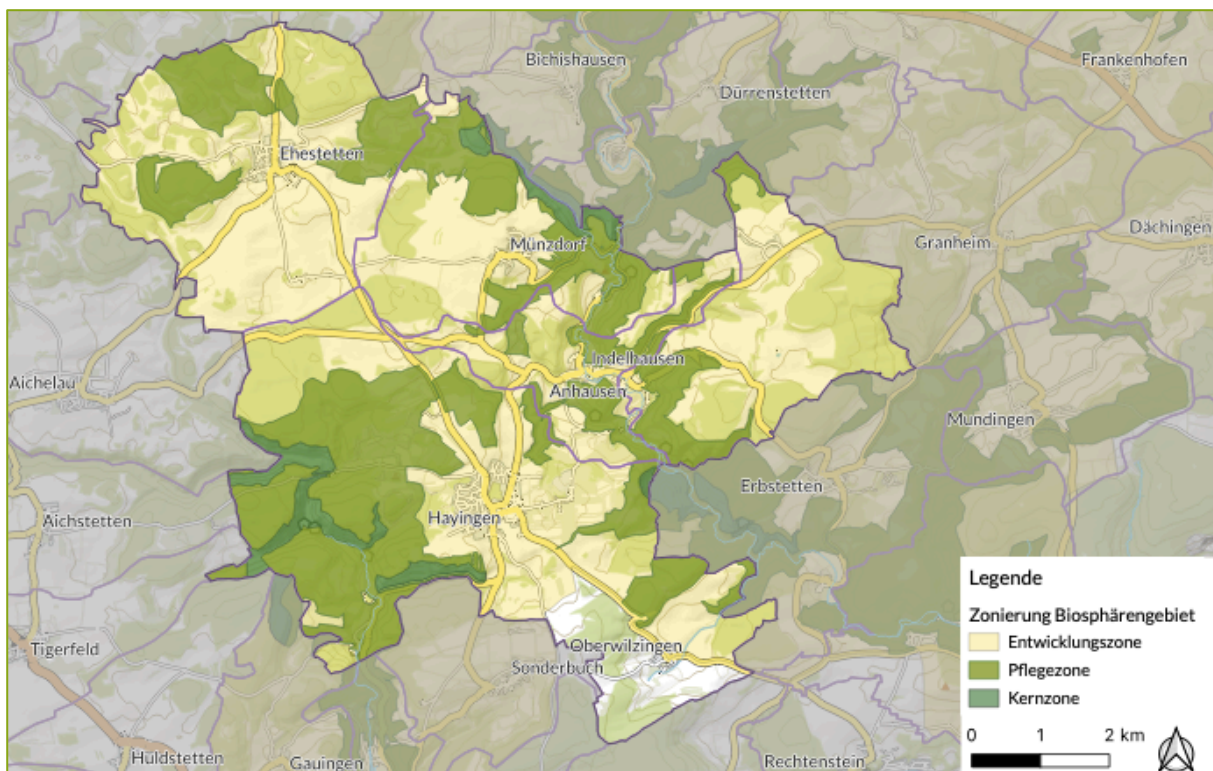 Bichishausen
Frankenhofen
Dürrenstetten
Ehestetten
Münzdorf
Granheim
Dächingen
Indelhausen
Aichelau
Anhausen
Mundingen
Erbstetten
Hayingen
Aichstetten
Oberwilzingen
Sonderbuch
Tigerfeld
Huldstetten
Gauingen
Rechtenstein
Legende
Zonierung Biosphärengebiet
Entwicklungszone
Pflegezone
Kernzone
0 1 2 km